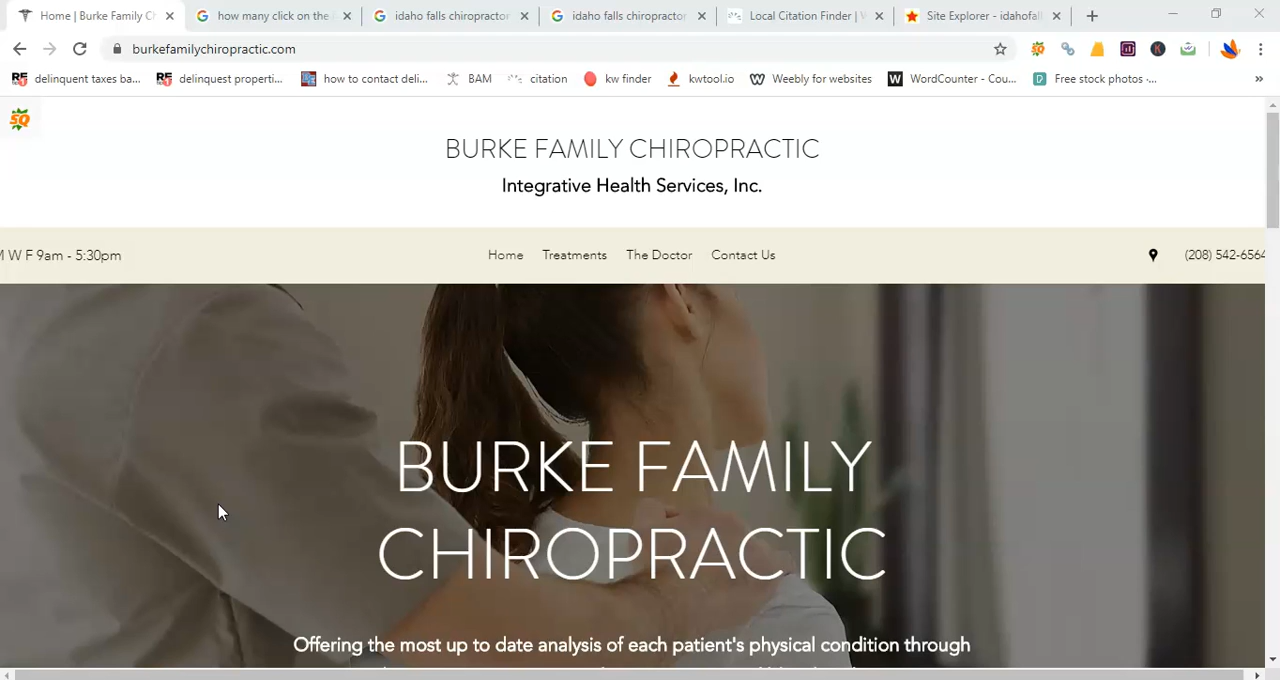 Home | Burke Family C
how many click on the
idaho falls chiropractor
idaho falls chiropractor
Local Citation Finder |
Site Explorer - idahofal
burkefamilychiropractic.com
delinquent taxes ba...
delinquest properti...
how to contact deli...
BAM
citation
kw finder
kwtooolo
Weebly for websites
WordCounter - Cou...
Free stock photos -...
SQ
BURKE FAMILY CHIROPRACTIC
Integrative Health Services, Inc.
M W F 9am - 5:30pm
Home
Treatments
The Doctor
Contact Us
(208) 542-6564
BURKE FAMILY
CHIROPRACTIC
Offering the most up to date analysis of each patient's physical condition through